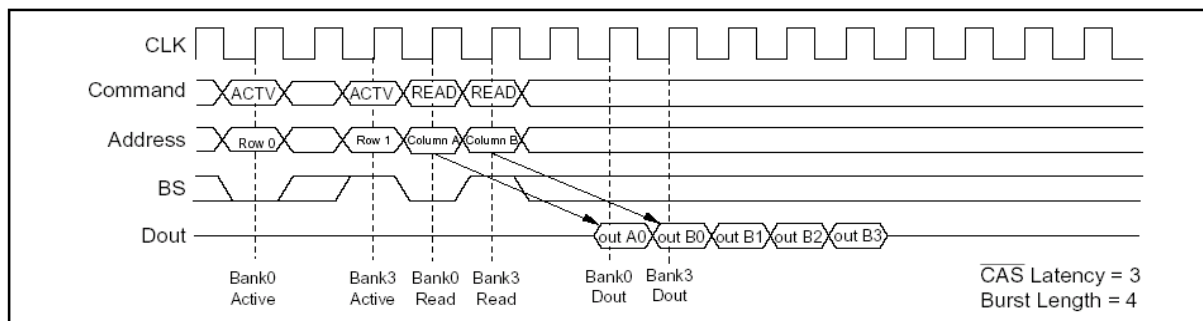 CLK
Command ACTV ACTV READ READ
Address Row 0 Row 1 Column A Column B
BS
Dout out A0 out B0 out B1 out B2 out B3
Bank0 Active
Bank3 Active
Bank0 Read
Bank3 Read
Bank0 Dout
Bank3 Dout
CAS Latency = 3
Burst Length = 4